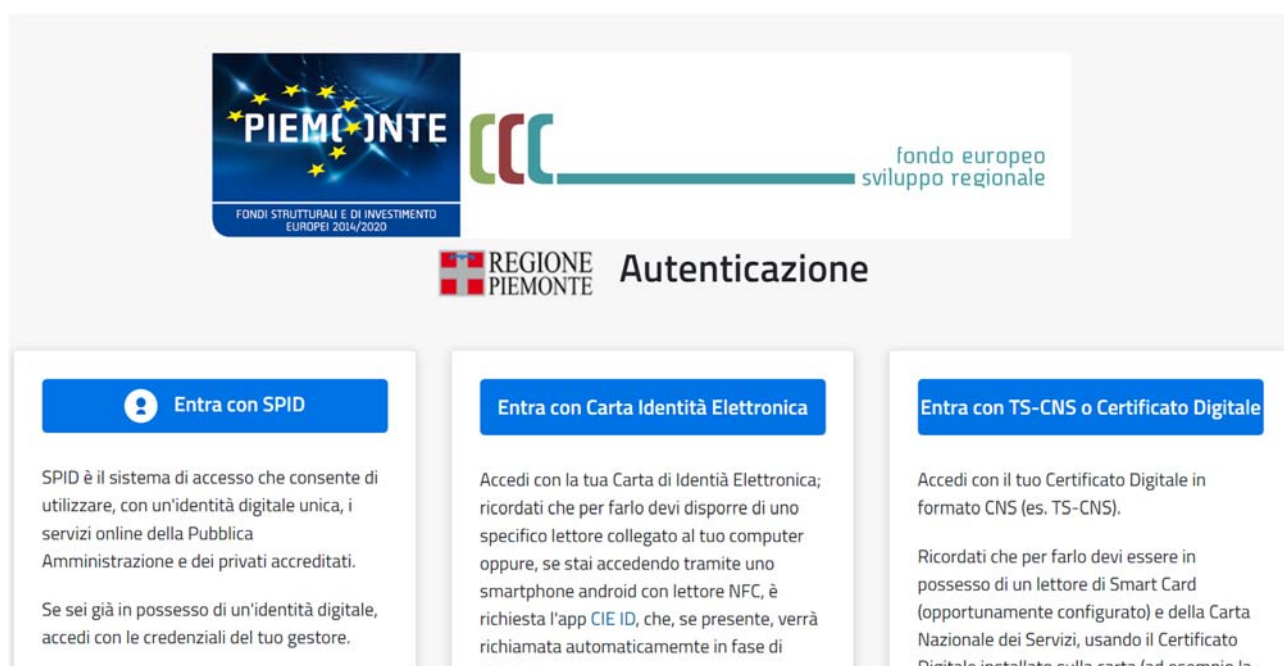 PIEMONTE
FONDI STRUTTURALI E DI INVESTIMENTO
EUROPEI 2014/2020
fondo europeo
sviluppo regionale
REGIONE
PIEMONTE
Autenticazione
Entra con SPID
SPID è il sistema di accesso che consente di
utilizzare, con un'identità digitale unica, i
servizi online della Pubblica
Amministrazione e dei privati accreditati.
Se sei già in possesso di un'identità digitale,
accedi con le credenziali del tuo gestore.
Entra con Carta Identità Elettronica
Accedi con la tua Carta di Identià Elettronica;
ricordati che per farlo devi disporre di uno
specifico lettore collegato al tuo computer
oppure, se stai accedendo tramite uno
smartphone android con lettore NFC, è
richiesta l'app CIE ID, che, se presente, verrà
richiamata automaticamemte in fase di
Entra con TS-CNS o Certificato Digitale
Accedi con il tuo Certificato Digitale in
formato CNS (es. TS-CNS).
Ricordati che per farlo devi essere in
possesso di un lettore di Smart Card
(opportunamente configurato) e della Carta
Nazionale dei Servizi, usando il Certificato
Digitale installato sulla carta (ad esempio la